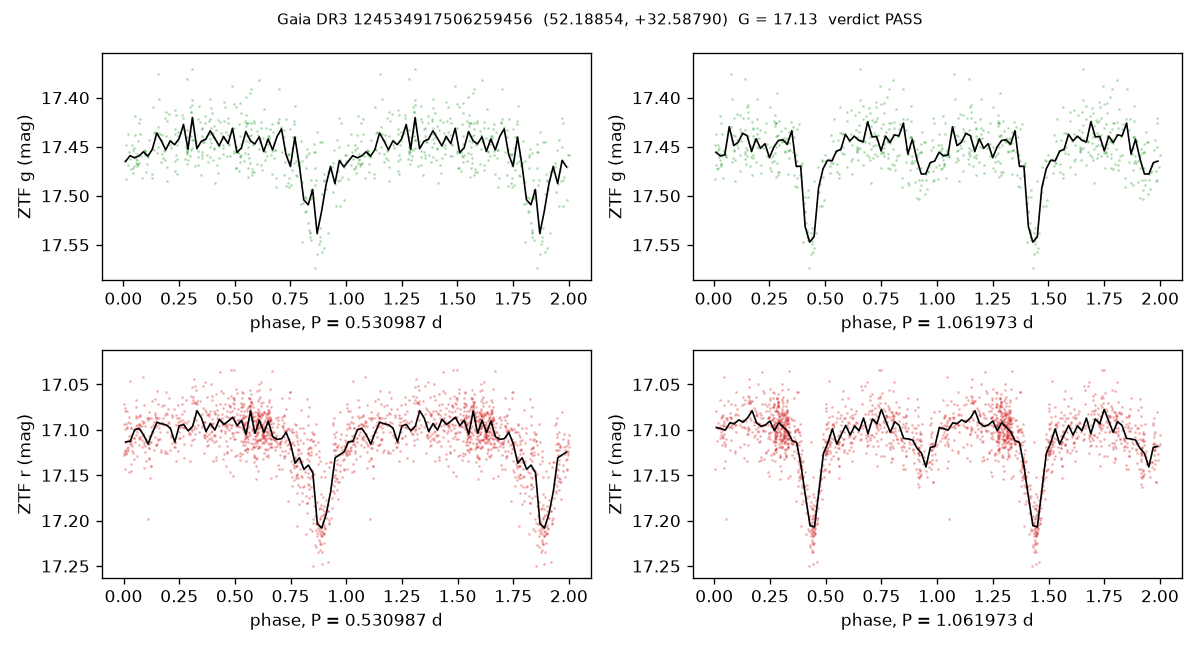 Gaia DR3 124534917506259456  (52.18854, +32.58790)  G = 17.13  verdict PASS
ZTF g (mag)
17.40
17.45
17.50
17.55
0.00 0.25 0.50 0.75 1.00 1.25 1.50 1.75 2.00
phase, P = 0.530987 d
ZTF g (mag)
17.40
17.45
17.50
17.55
0.00 0.25 0.50 0.75 1.00 1.25 1.50 1.75 2.00
phase, P = 1.061973 d
ZTF r (mag)
17.05
17.10
17.15
17.20
17.25
0.00 0.25 0.50 0.75 1.00 1.25 1.50 1.75 2.00
phase, P = 0.530987 d
ZTF r (mag)
17.05
17.10
17.15
17.20
17.25
0.00 0.25 0.50 0.75 1.00 1.25 1.50 1.75 2.00
phase, P = 1.061973 d